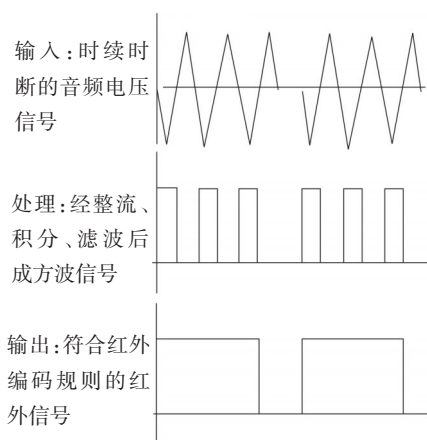 输入:时续时
断的音频电压
信号
处理:经整流、
积分、滤波后
成方波信号
输出:符合红外
编码规则的红
外信号